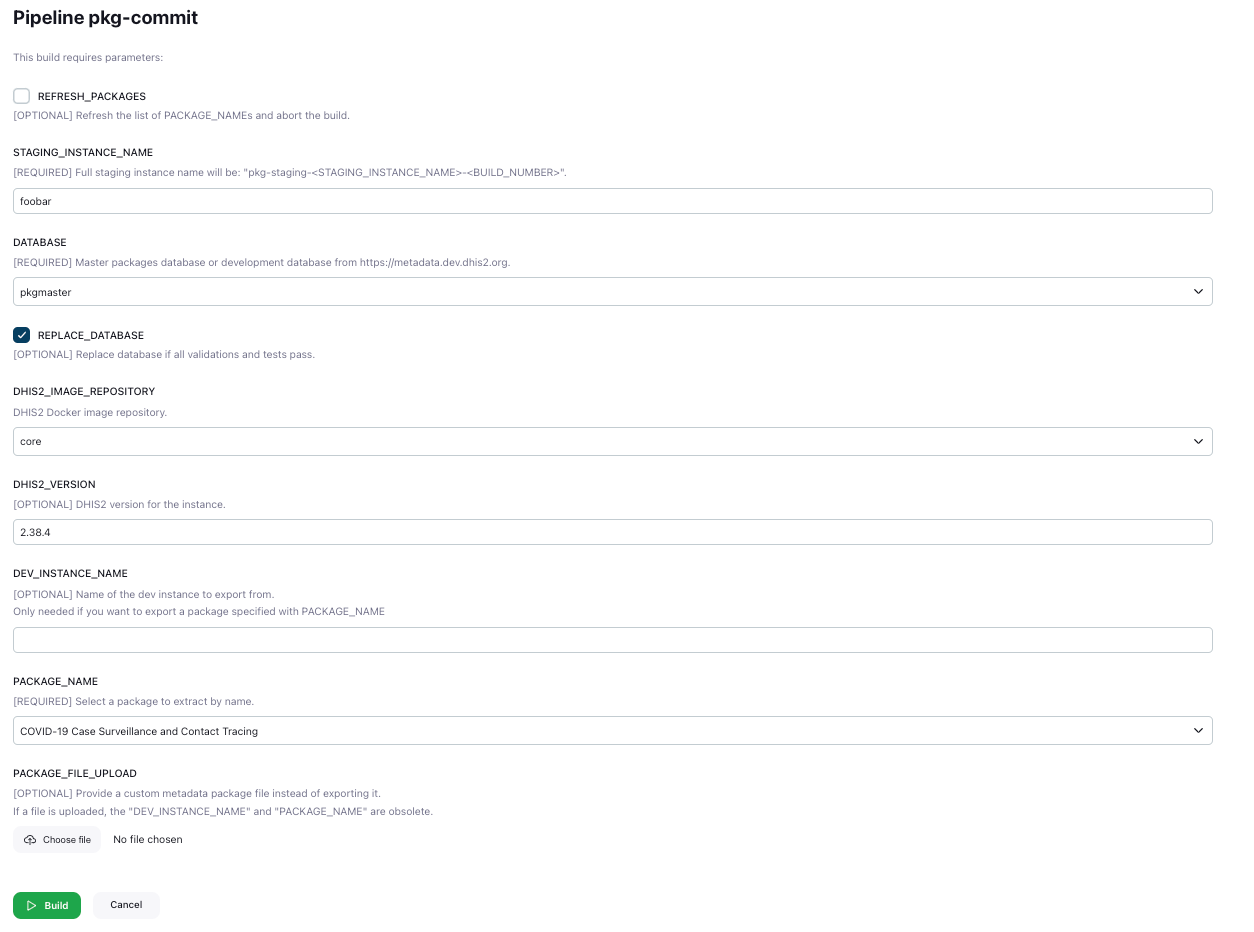 Pipeline pkg-commit
This build requires parameters:
REFRESH_PACKAGES
[OPTIONAL] Refresh the list of PACKAGE_NAMEs and abort the build.
STAGING_INSTANCE_NAME
[REQUIRED] Full staging instance name will be: "pkg-staging-<STAGING_INSTANCE_NAME>-<BUILD_NUMBER>".
foobar
DATABASE
[REQUIRED] Master packages database or development database from https://metadata.dev.dhis2.org.
pkgmaster
REPLACE_DATABASE
[OPTIONAL] Replace database if all validations and tests pass.
DHIS2_IMAGE_REPOSITORY
DHIS2 Docker image repository.
core
DHIS2_VERSION
[OPTIONAL] DHIS2 version for the instance.
2.38.4
DEV_INSTANCE_NAME
[OPTIONAL] Name of the dev instance to export from.
Only needed if you want to export a package specified with PACKAGE_NAME
PACKAGE_NAME
[REQUIRED] Select a package to extract by name.
COVID-19 Case Surveillance and Contact Tracing
PACKAGE_FILE_UPLOAD
[OPTIONAL] Provide a custom metadata package file instead of exporting it.
If a file is uploaded, the "DEV_INSTANCE_NAME" and "PACKAGE_NAME" are obsolete.
Choose file No file chosen
Build Cancel